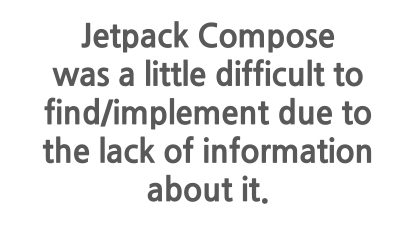 Jetpack Compose
was a little difficult to
find/implement due to
the lack of information
about it.